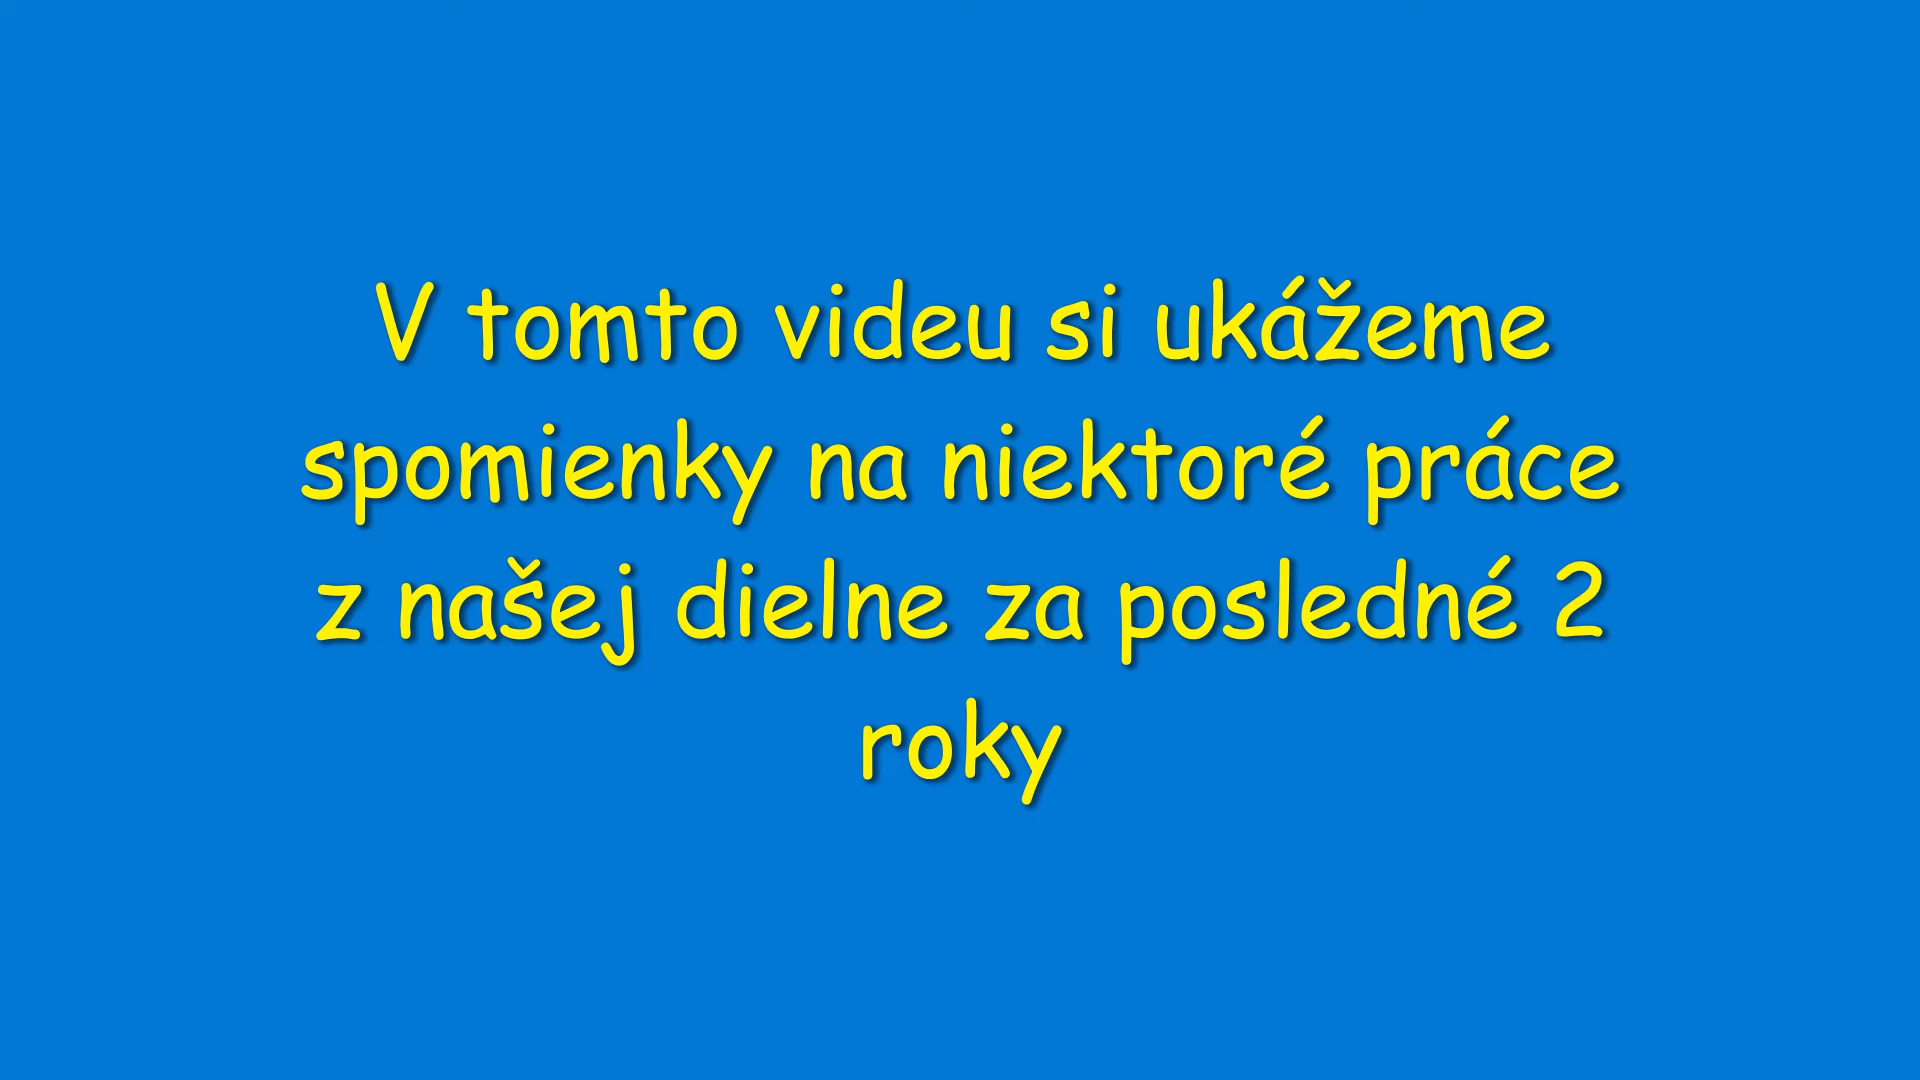 V tomto videu si ukážeme
spomienky na niektoré práce
z našej dielne za posledné 2
roky